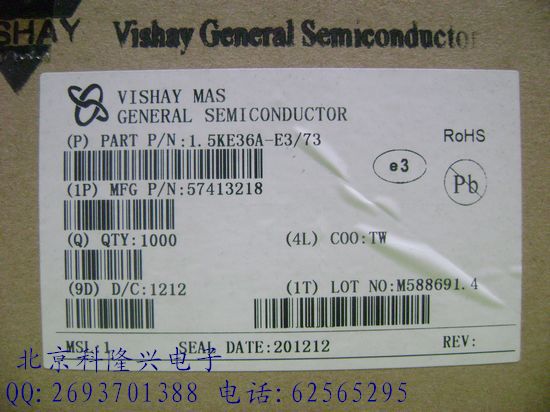 SHAY Vishay General Semiconductor
VISHAY MAS
GENERAL SEMICONDUCTOR
(P) PART P/N:1.5KE36A-E3/73
RoHS
e3
Pb
(1P) MFG P/N:57413218
(Q) QTY:1000
(4L) COO:TW
(9D) D/C:1212
(1T) LOT NO:M588691.4
MSL:1 SEAL DATE:201212 REV:
北京科隆兴电子
QQ:2693701388 电话:62565295